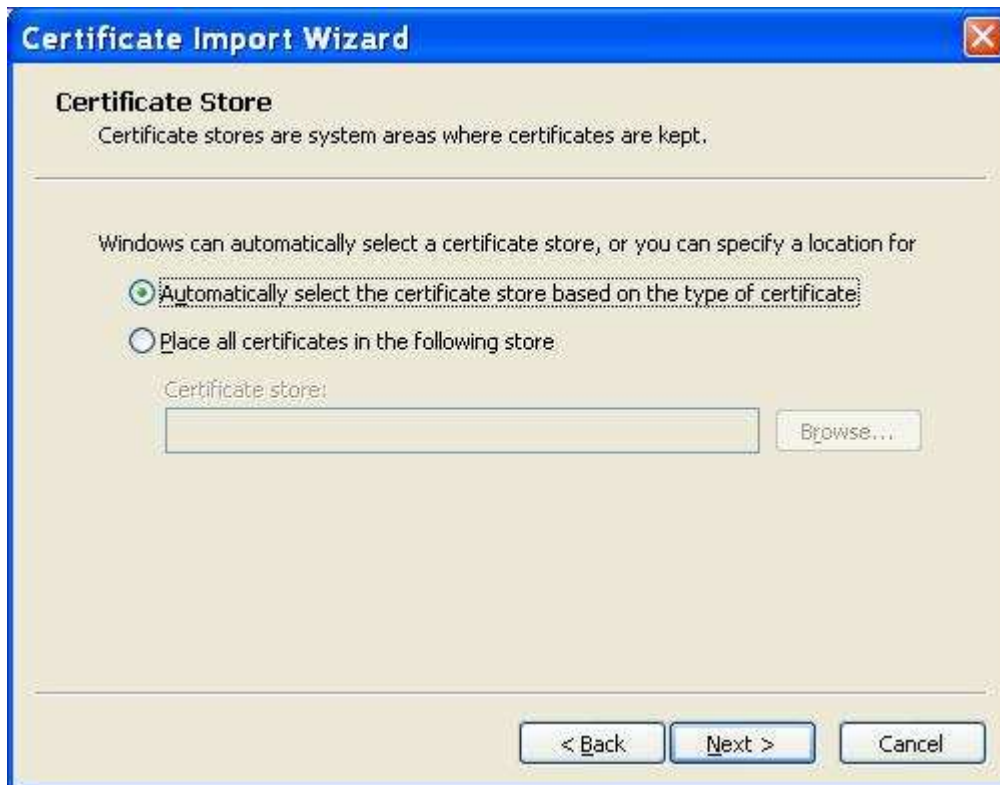 Certificate Import Wizard
Certificate Store
Certificate stores are system areas where certificates are kept.
Windows can automatically select a certificate store, or you can specify a location for
Automatically select the certificate store based on the type of certificate
Place all certificates in the following store
Certificate store:
Browse...
< Back Next > Cancel